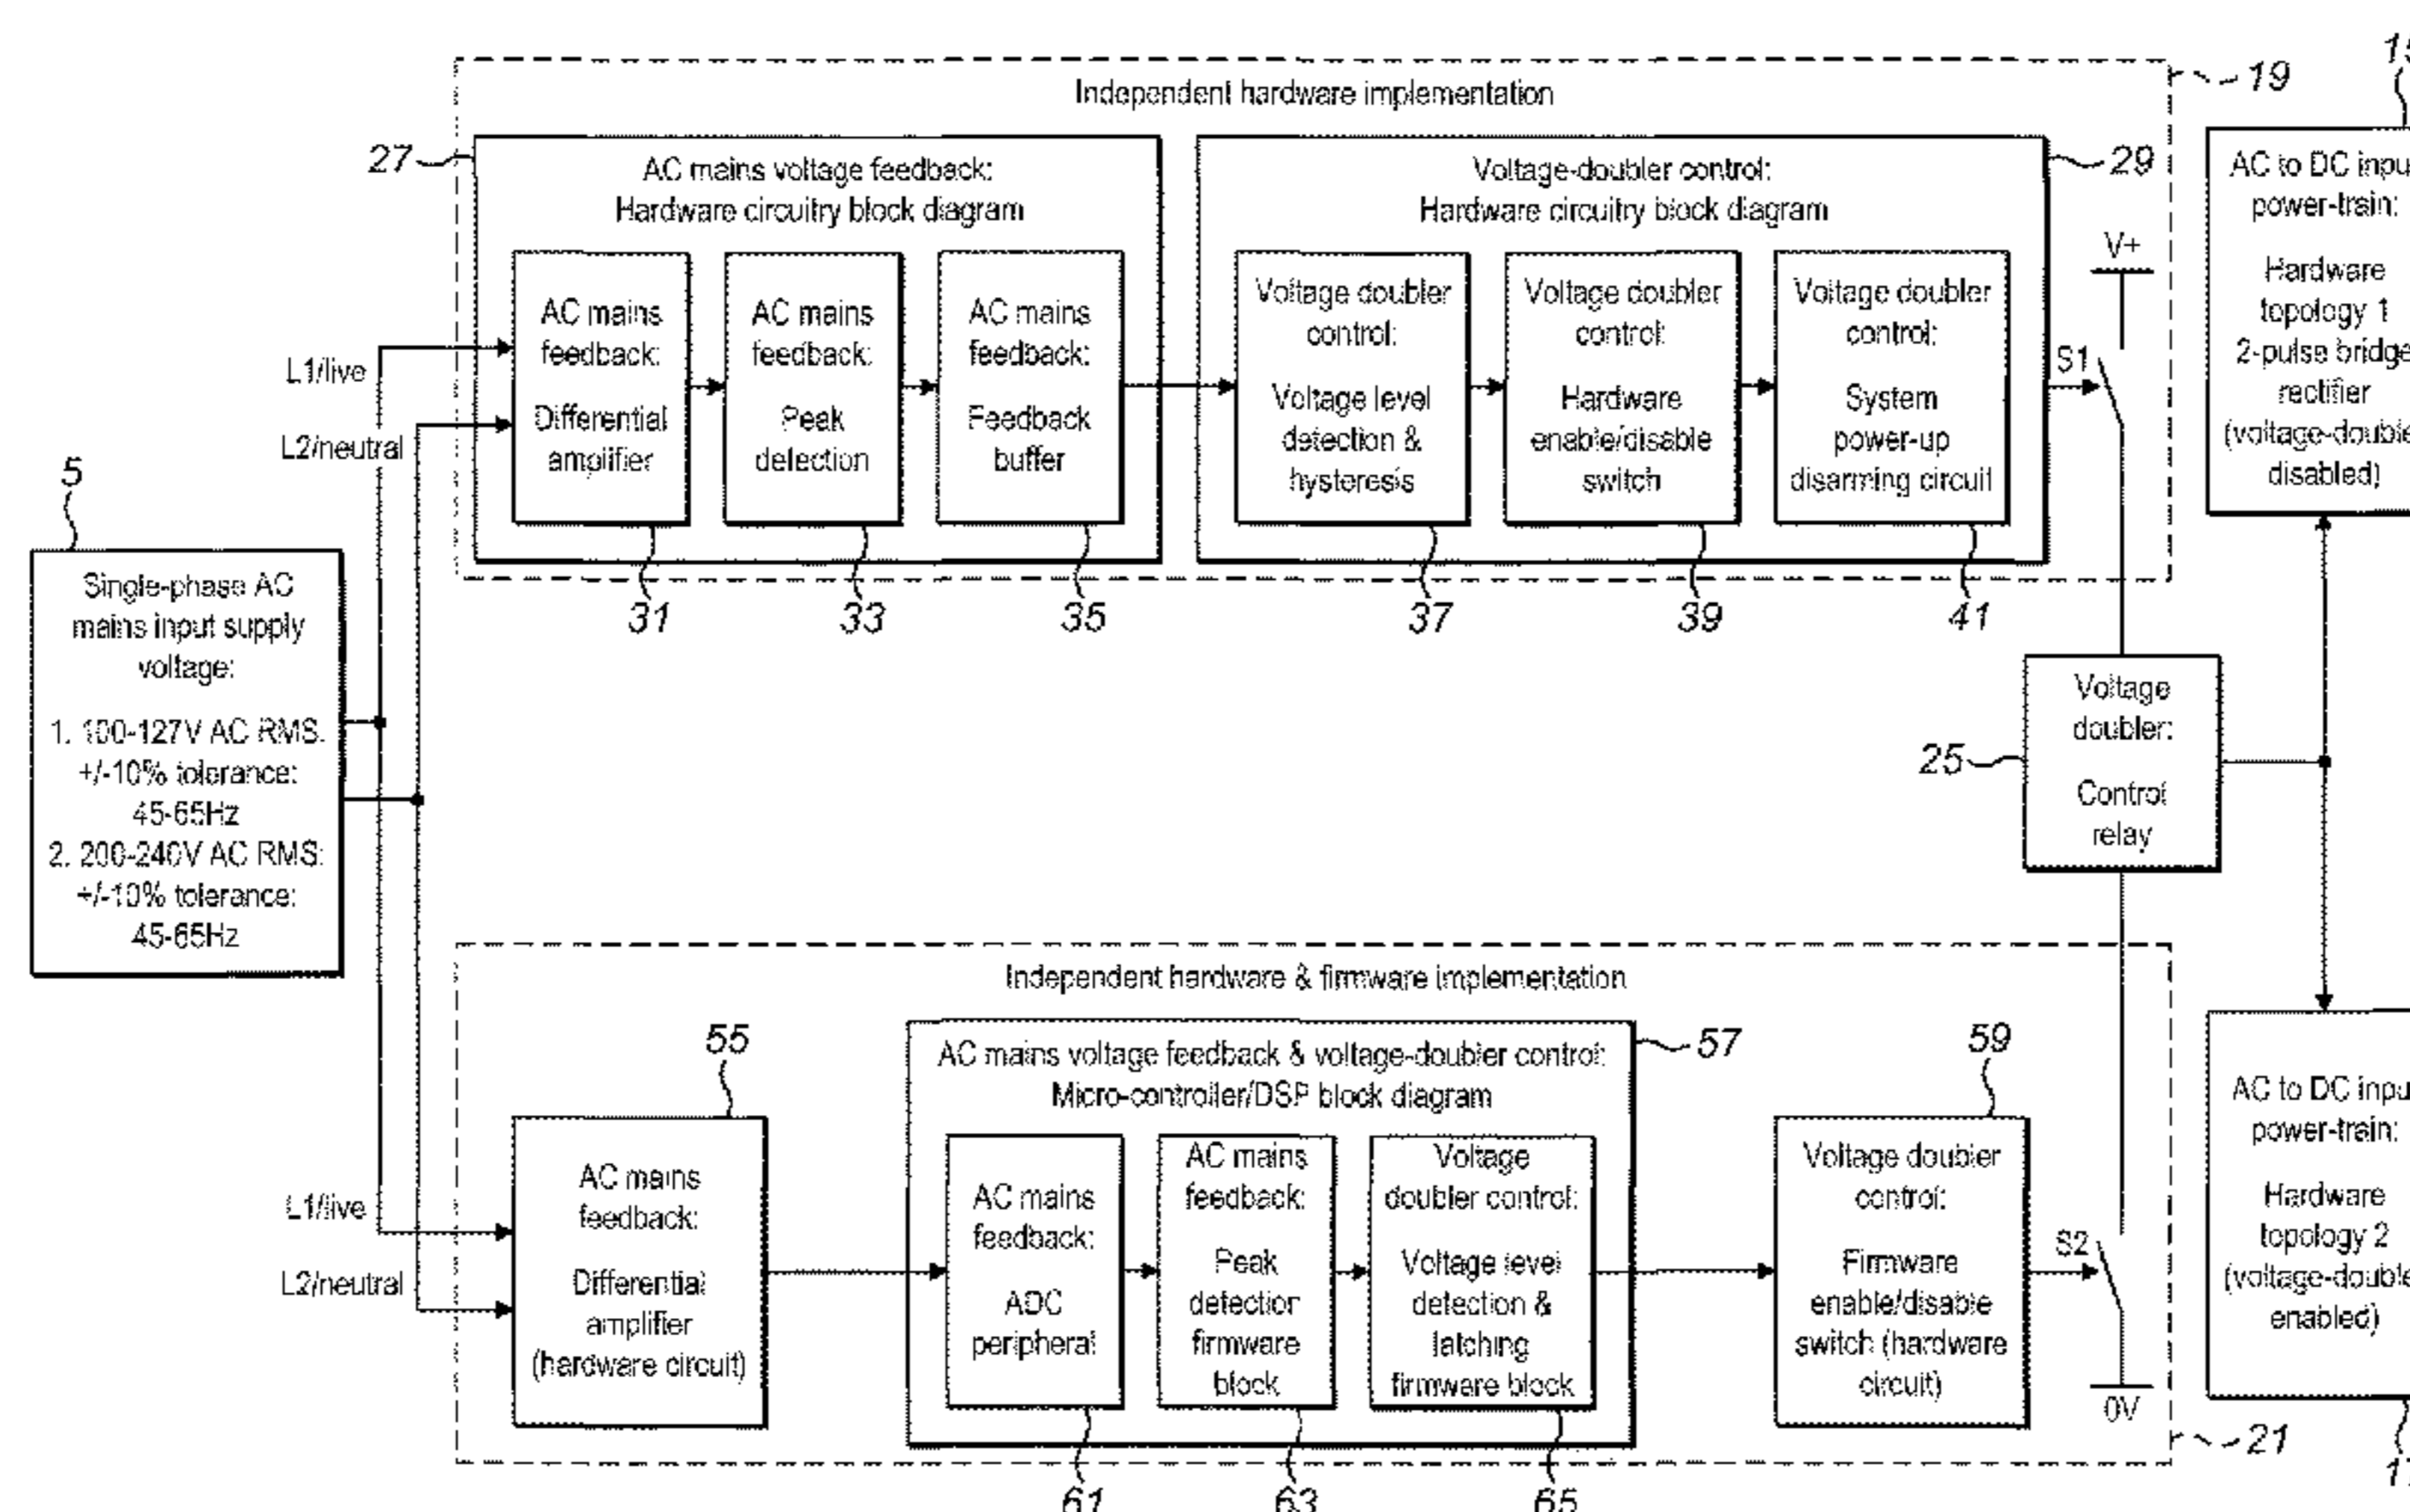 Independent hardware implementation
19
27
AC mains voltage feedback:
Hardware circuitry block diagram
AC mains
feedback:
Differential
amplifier
31
AC mains
feedback:
Peak
detection
33
AC mains
feedback:
Feedback
buffer
35
Voltage-doubler control:
Hardware circuitry block diagram
29
Voltage doubler
control:
Voltage level
detection &
hysteresis
37
Voltage doubler
control:
Hardware
enable/disable
switch
39
Voltage doubler
control:
System
power-up
disarming circuit
41
V+
S1
AC to DC
power-train:
Hardware
topology 1
2-pulse bridge
rectifier
disabled)
L1/live
L2/neutral
5
Single-phase AC
mains input supply
voltage:
1. 100-127V AC RMS:
+/-10% tolerance:
45-65Hz
2. 200-240V AC RMS:
+/-10% tolerance:
45-65Hz
25
Voltage
doubler:
Control
relay
Independent hardware & firmware implementation
L1/live
L2/neutral
55
AC mains
feedback:
Differential
amplifier
(hardware circuit)
AC mains voltage feedback & voltage-doubler control:
Micro-controller/DSP block diagram
57
AC mains
feedback:
ADC
peripheral
61
AC mains
feedback:
Peak
detection
firmware
block
63
Voltage
doubler control:
Voltage level
detection &
latching
firmware block
65
59
Voltage doubler
control:
Firmware
enable/disable
switch (hardware
circuit)
S2
0V
21
AC to DC
power-train:
Hardware
topology 2
enabled)